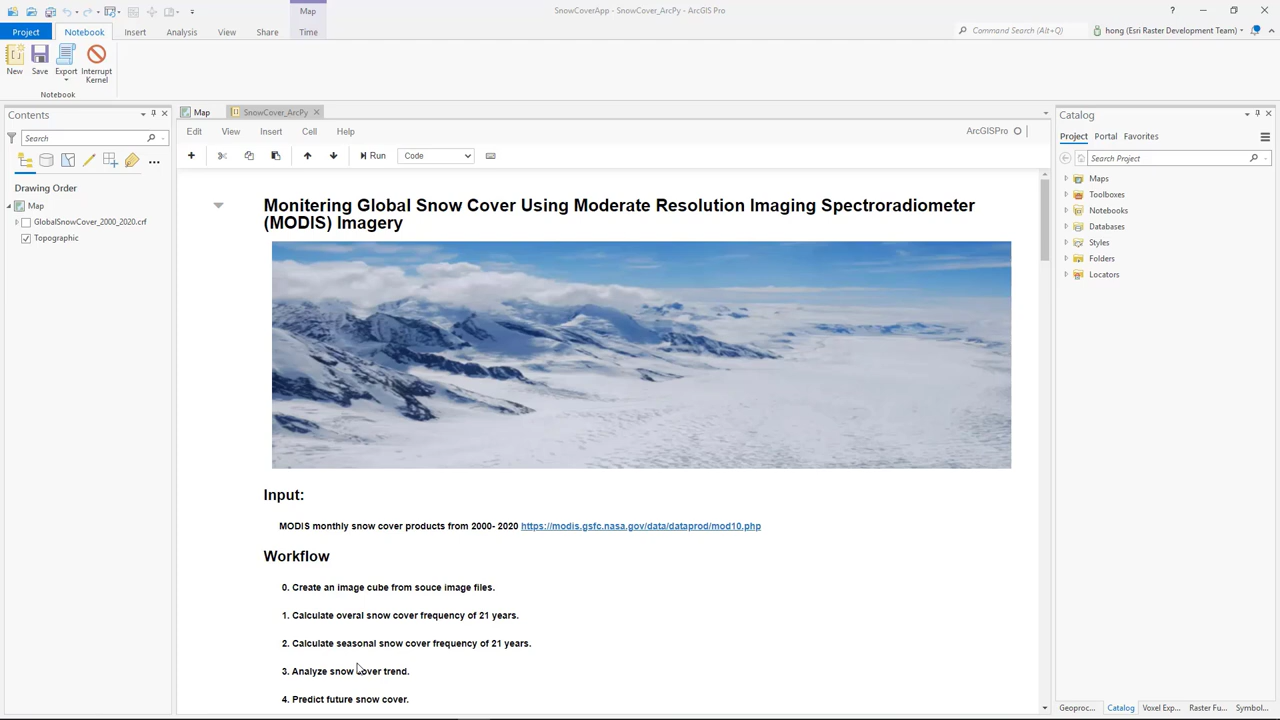 SnowCoverApp - SnowCover_ArcPy - ArcGIS Pro
Map
Project
Notebook
Insert
Analysis
View
Share
Time
Command Search (Alt+Q)
hong (Esri Raster Development Team)
New
Save
Export
Interrupt
Kernel
Notebook
Contents
Search
Drawing Order
Map
GlobalSnowCover_2000_2020.crf
Topographic
Map
SnowCover_ArcPy
Edit
View
Insert
Cell
Help
ArcGISPro
Run
Code
Monitering Global Snow Cover Using Moderate Resolution Imaging Spectroradiometer
(MODIS) Imagery
Input:
MODIS monthly snow cover products from 2000- 2020 https://modis.gsfc.nasa.gov/data/dataprod/mod10.php
Workflow
0. Create an image cube from souce image files.
1. Calculate overal snow cover frequency of 21 years.
2. Calculate seasonal snow cover frequency of 21 years.
3. Analyze snow cover trend.
4. Predict future snow cover.
Catalog
Project
Portal
Favorites
Search Project
Maps
Toolboxes
Notebooks
Databases
Styles
Folders
Locators
Geoproc...
Catalog
Voxel Exp...
Raster Fu...
Symbol...